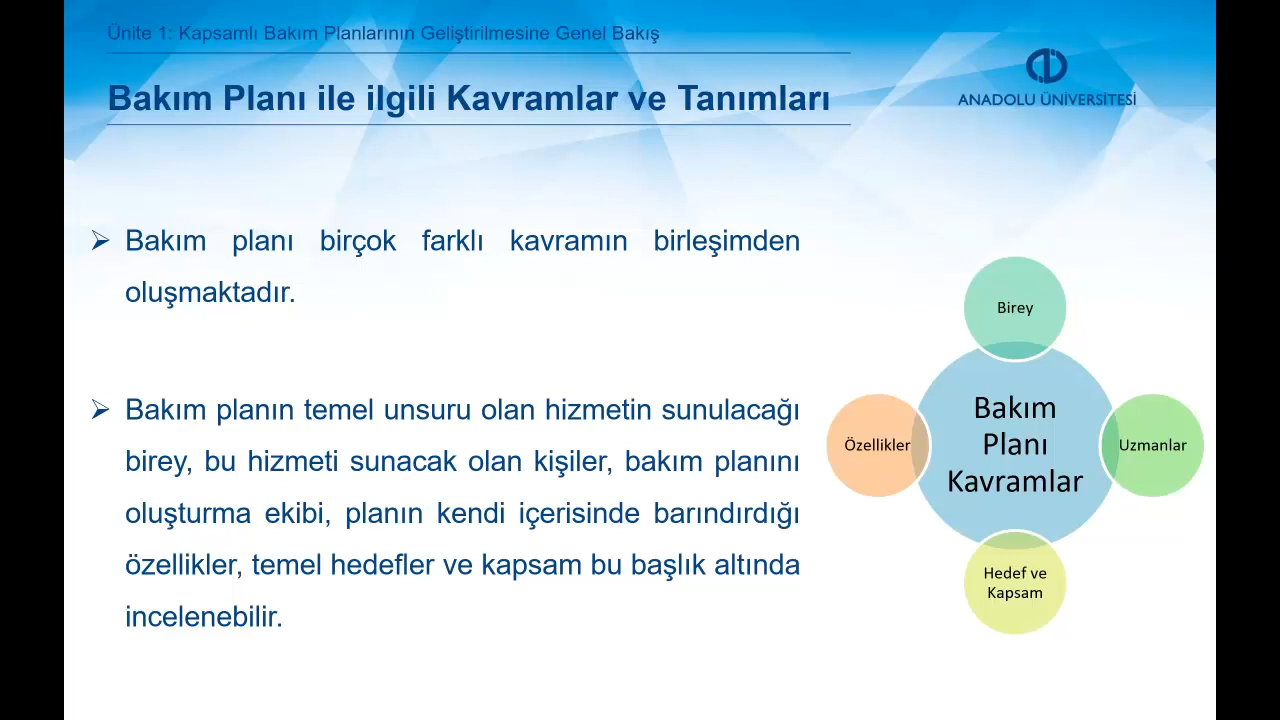 Ünite 1: Kapsamlı Bakım Planlarının Geliştirilmesine Genel Bakış
Bakım Planı ile ilgili Kavramlar ve Tanımları
ANADOLU ÜNİVERSİTESİ
Bakım planı birçok farklı kavramın birleşimden
oluşmaktadır.
Bakım planın temel unsuru olan hizmetin sunulacağı
birey, bu hizmeti sunacak olan kişiler, bakım planını
oluşturma ekibi, planın kendi içerisinde barındırdığı
özellikler, temel hedefler ve kapsam bu başlık altında
incelenebilir.
Birey
Bakım
Planı
Kavramlar
Özellikler
Uzmanlar
Hedef ve
Kapsam